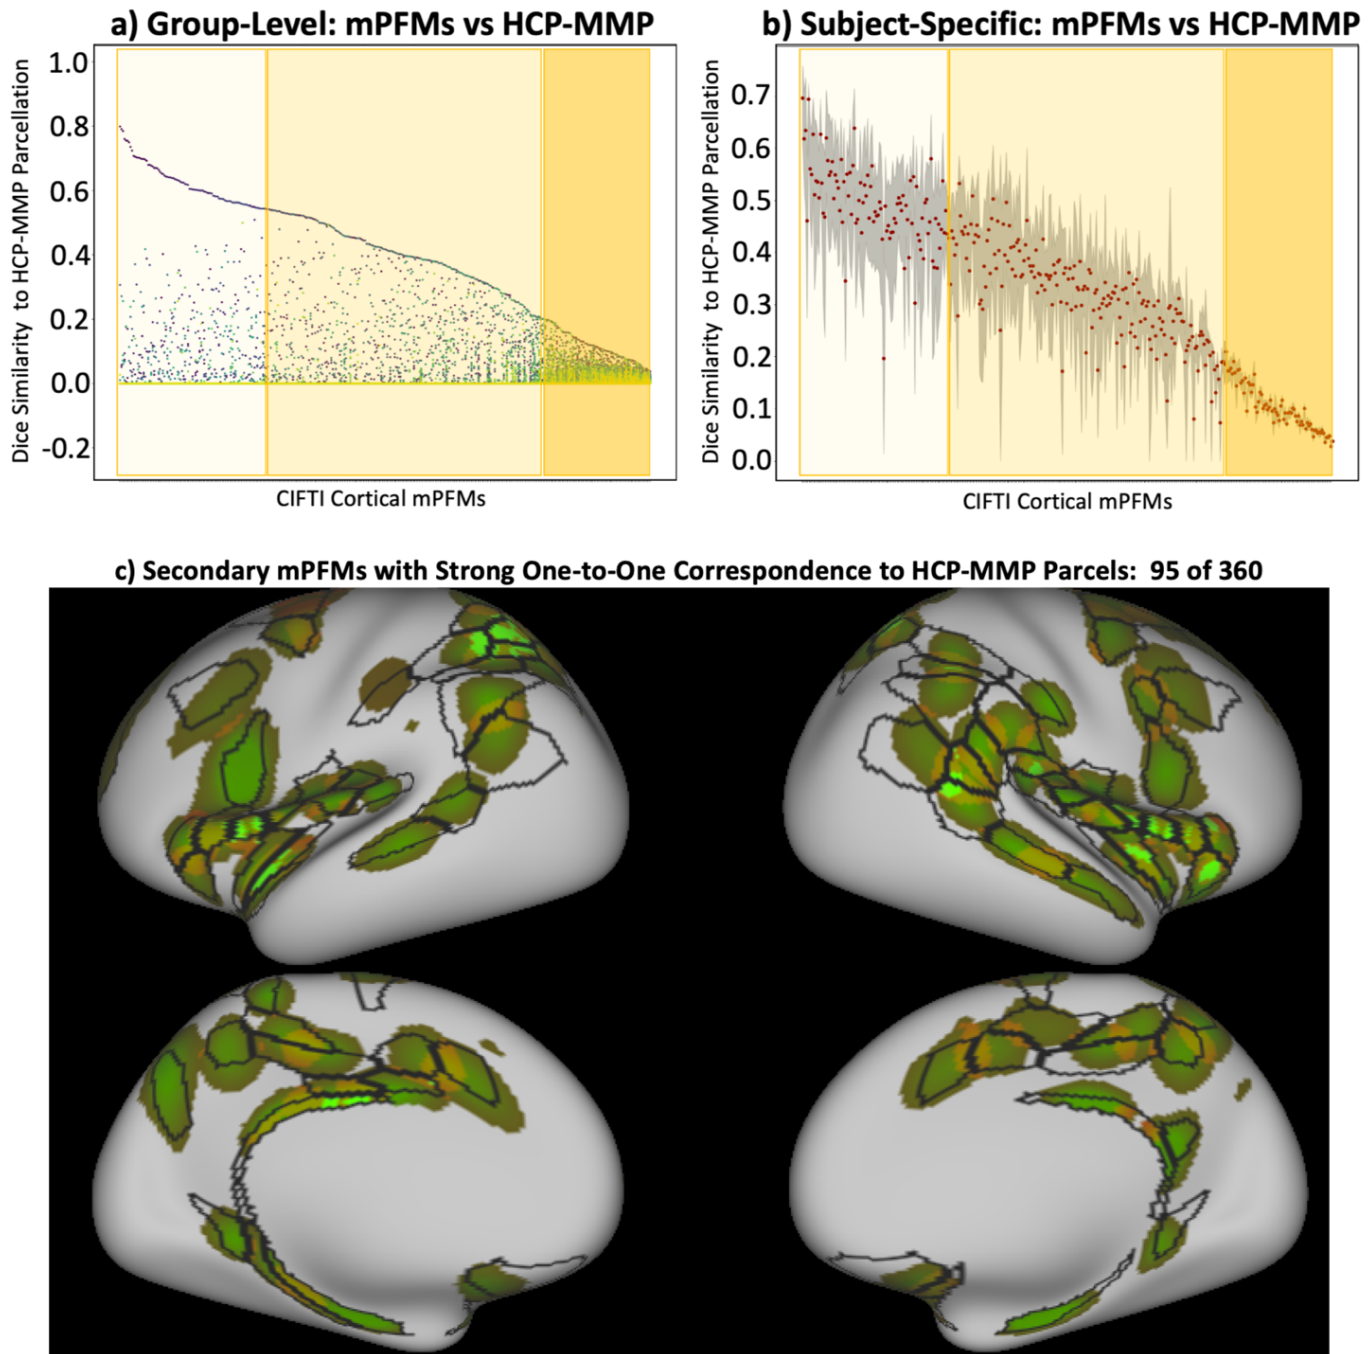 a) Group-Level: mPFMs vs HCP-MMP
Dice Similarity  to HCP-MMP Parcellation
1.0
0.8
0.6
0.4
0.2
0.0
-0.2
CIFTI Cortical mPFMs
b) Subject-Specific: mPFMs vs HCP-MMP
Dice Similarity  to HCP-MMP Parcellation
0.7
0.6
0.5
0.4
0.3
0.2
0.1
0.0
CIFTI Cortical mPFMs
c) Secondary mPFMs with Strong One-to-One Correspondence to HCP-MMP Parcels:  95 of 360